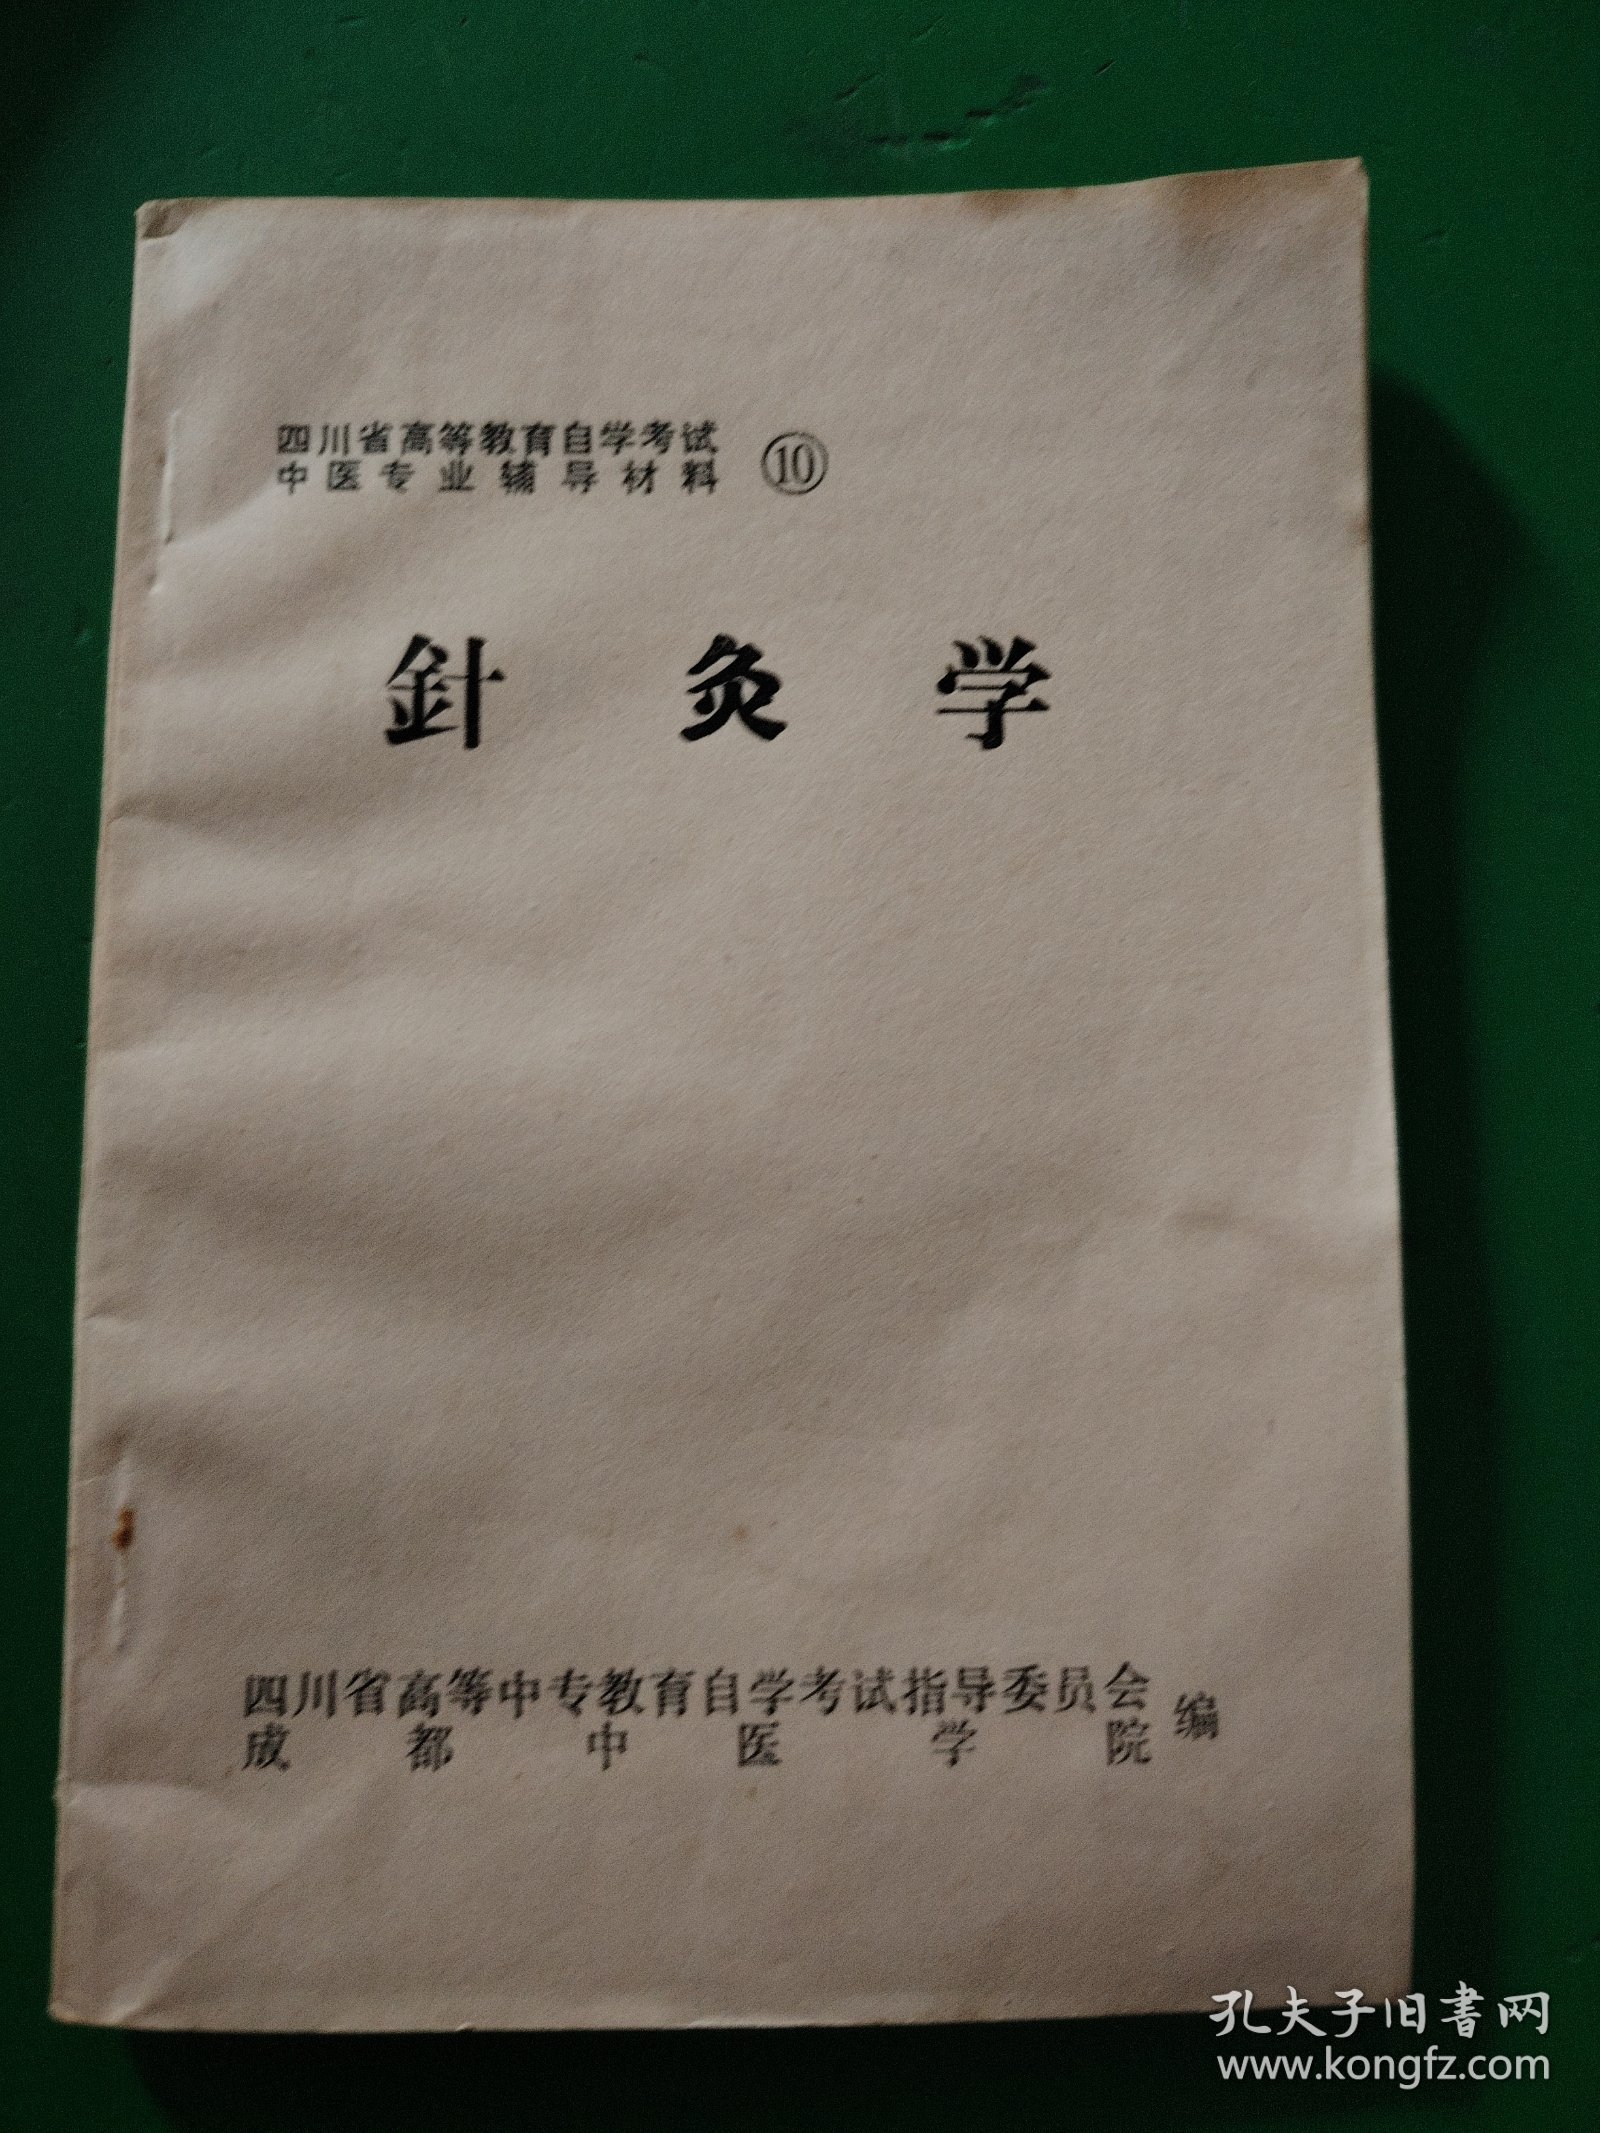 四川省高等教育自学考试
中医专业辅导材料 ⑩
針灸学
四川省高等中专教育自学考试指导委员会
成都中医学院 编
孔夫子旧書网
www.kongfz.com